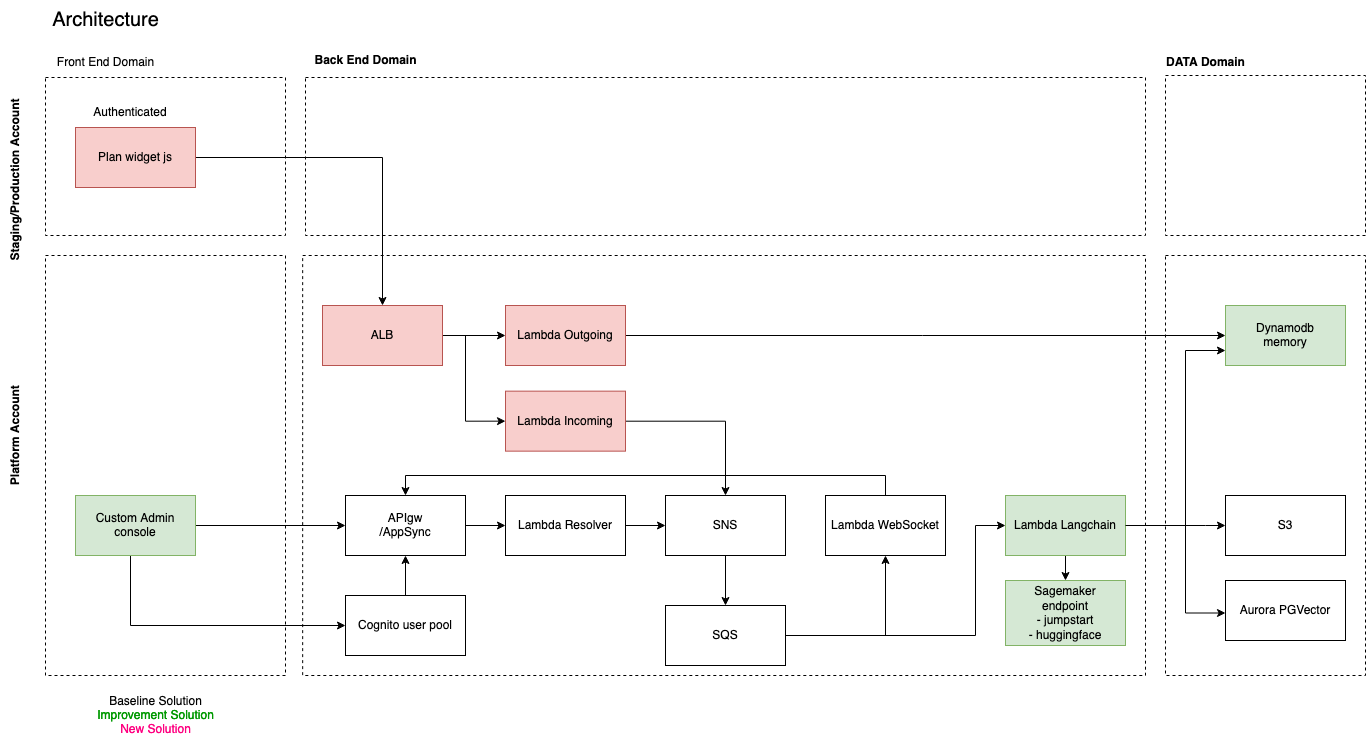 Architecture
Front End Domain
Back End Domain
DATA Domain
Staging/Production Account
Authenticated
Plan widget js
Platform Account
ALB
Lambda Outgoing
Dynamodb
memory
Lambda Incoming
Custom Admin
console
APIgw
/AppSync
Lambda Resolver
SNS
Lambda WebSocket
Lambda Langchain
S3
Cognito user pool
SQS
Sagemaker
endpoint
- jumpstart
- huggingface
Aurora PGVector
Baseline Solution
Improvement Solution
New Solution